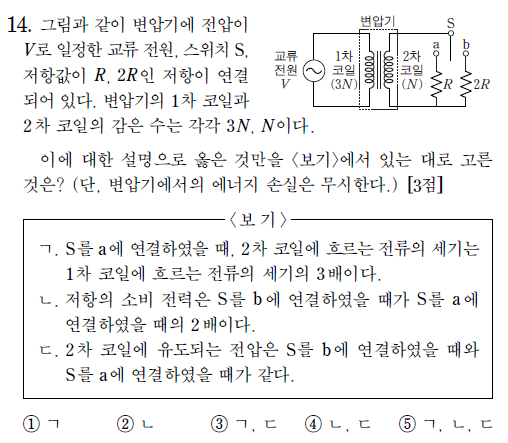 14. 그림과 같이 변압기에 전압이
V로 일정한 교류 전원, 스위치 S,
저항값이 R, 2R인 저항이 연결
되어 있다. 변압기의 1차 코일과
2차 코일의 감은 수는 각각 3N, N이다.
변압기
S
교류
전원
V
1차
코일
(3N)
2차
코일
(N)
a
b
R
2R
이에 대한 설명으로 옳은 것만을 <보기>에서 있는 대로 고른
것은? (단, 변압기에서의 에너지 손실은 무시한다.) [3점]
<보 기>
ㄱ. S를 a에 연결하였을 때, 2차 코일에 흐르는 전류의 세기는
1차 코일에 흐르는 전류의 세기의 3배이다.
ㄴ. 저항의 소비 전력은 S를 b에 연결하였을 때가 S를 a에
연결하였을 때의 2배이다.
ㄷ. 2차 코일에 유도되는 전압은 S를 b에 연결하였을 때와
S를 a에 연결하였을 때가 같다.
① ㄱ ② ㄴ ③ ㄱ, ㄷ ④ ㄴ, ㄷ ⑤ ㄱ, ㄴ, ㄷ